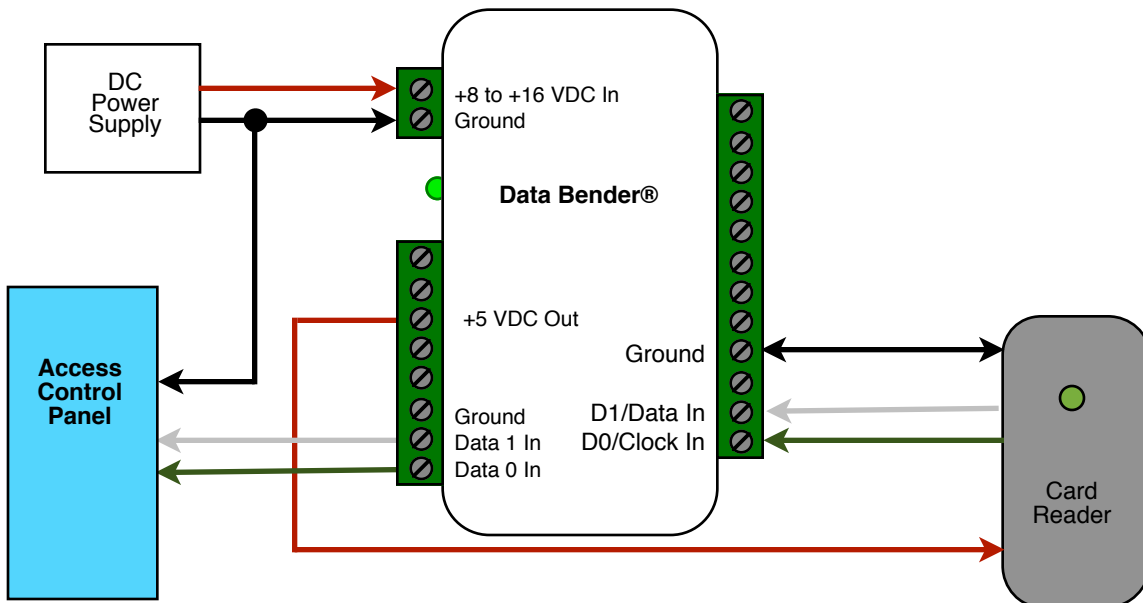 DC
Power
Supply
+8 to +16 VDC In
Ground
Data Bender®
+5 VDC Out
Ground
Access
Control
Panel
Ground
D1/Data In
Data 1 In
D0/Clock In
Data 0 In
Card
Reader